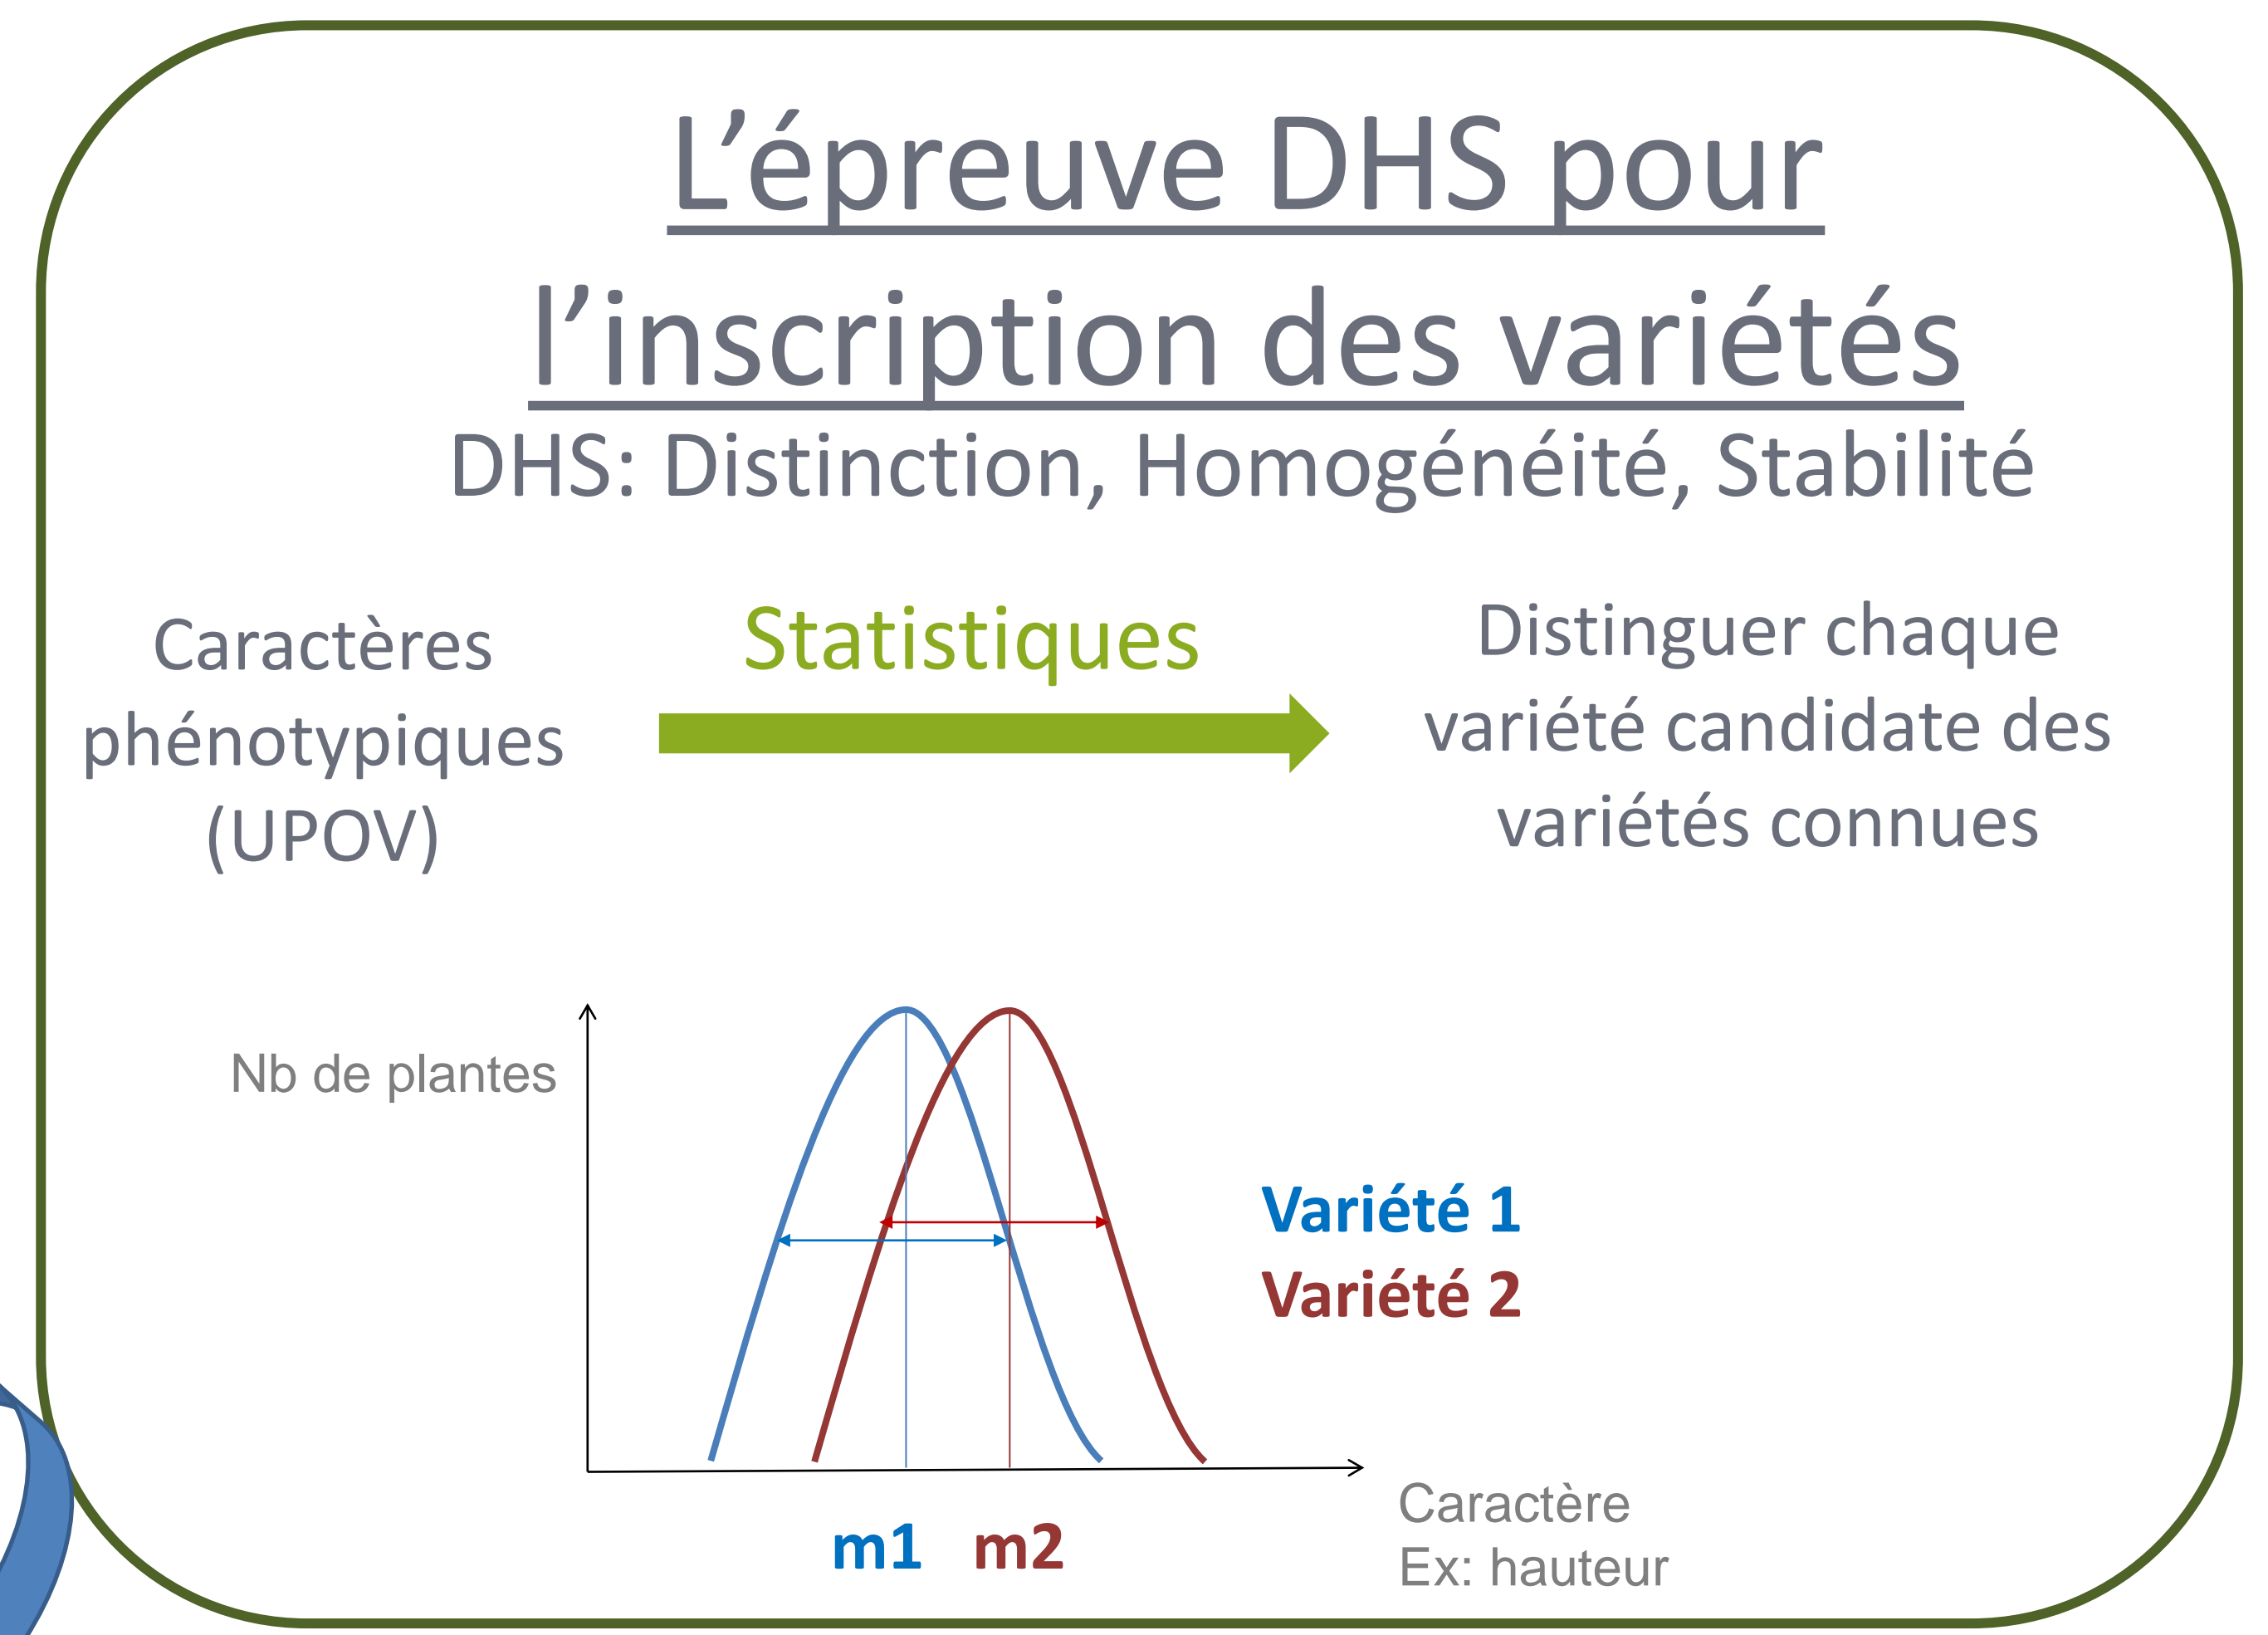 L’épreuve DHS pour
l’inscription des variétés
DHS: Distinction, Homogénéité, Stabilité
Caractères
phénotypiques
(UPOV)
Statistiques
Distinguer chaque
variété candidate des
variétés connues
Nb de plantes
Variété 1
Variété 2
m1 m2
Caractère
Ex: hauteur